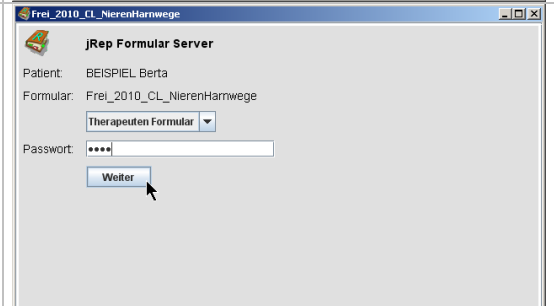 Frei_2010_CL_NierenHarnwege
jRep Formular Server
Patient: BEISPIEL Berta
Formular: Frei_2010_CL_NierenHarnwege
Therapeuten Formular
Passwort: ••••
Weiter